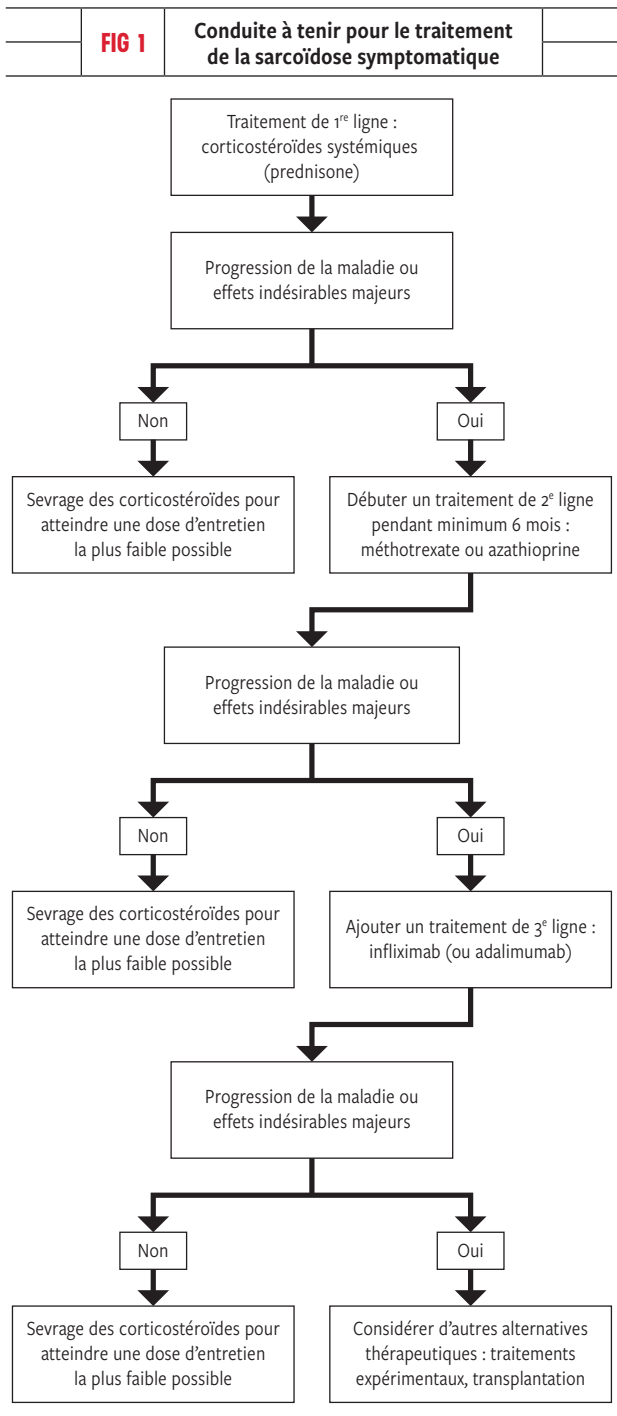 FIG 1
Conduite à tenir pour le traitement
de la sarcoïdose symptomatique
Traitement de 1re ligne :
corticostéroïdes systémiques
(prednisone)
Progression de la maladie ou
effets indésirables majeurs
Non
Oui
Sevrage des corticostéroïdes pour
atteindre une dose d'entretien
la plus faible possible
Débuter un traitement de 2e ligne
pendant minimum 6 mois :
méthotrexate ou azathioprine
Progression de la maladie ou
effets indésirables majeurs
Non
Oui
Sevrage des corticostéroïdes pour
atteindre une dose d'entretien
la plus faible possible
Ajouter un traitement de 3e ligne :
infliximab (ou adalimumab)
Progression de la maladie ou
effets indésirables majeurs
Non
Oui
Sevrage des corticostéroïdes pour
atteindre une dose d'entretien
la plus faible possible
Considérer d'autres alternatives
thérapeutiques : traitements
expérimentaux, transplantation